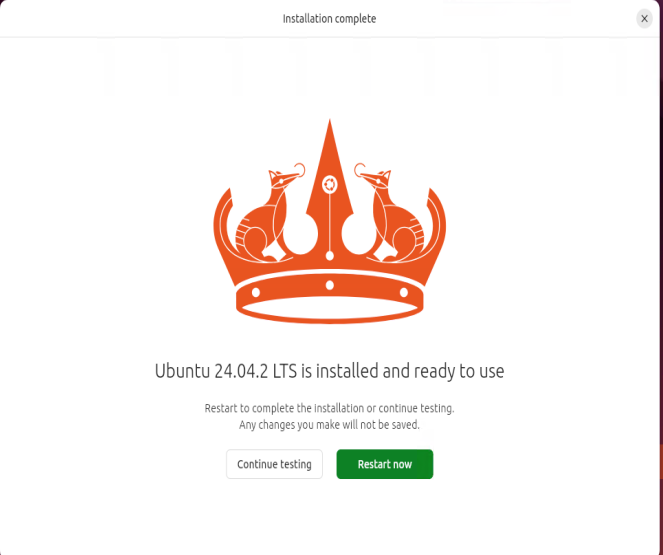 Installation complete
Ubuntu 24.04.2 LTS is installed and ready to use
Restart to complete the installation or continue testing.
Any changes you make will not be saved.
Continue testing
Restart now